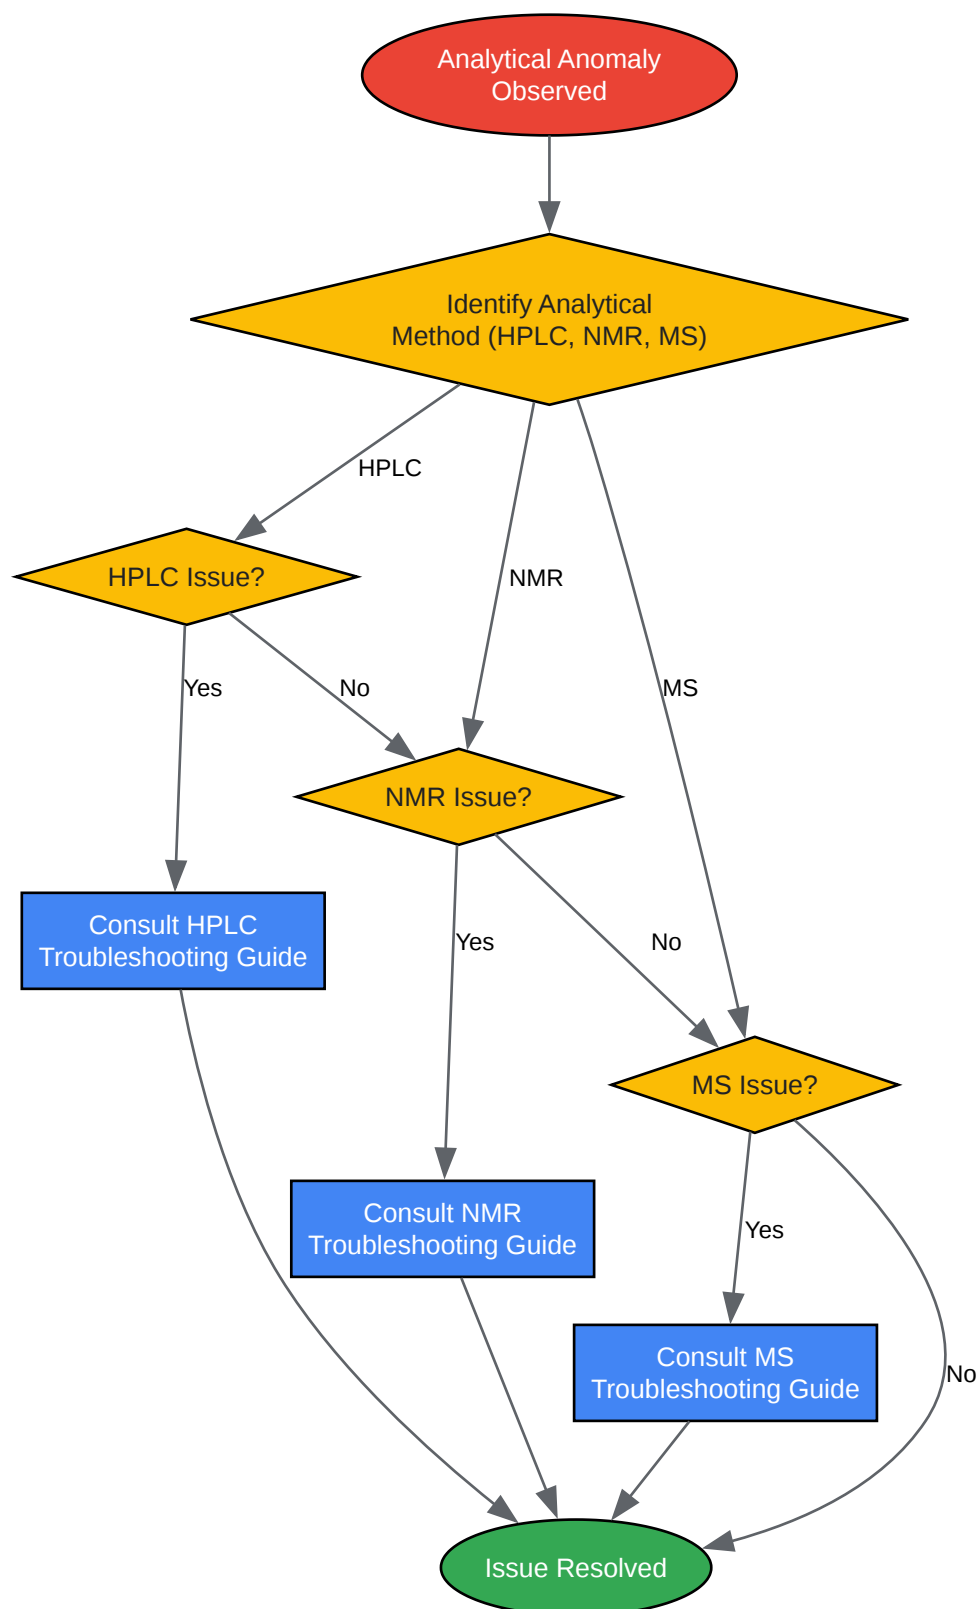 Analytical Anomaly
Observed
Identify Analytical
Method (HPLC, NMR, MS)
HPLC
HPLC Issue?
NMR
Yes
No
MS
NMR Issue?
Consult HPLC
Troubleshooting Guide
Yes
No
MS Issue?
Consult NMR
Troubleshooting Guide
Yes
Consult MS
Troubleshooting Guide
No
Issue Resolved